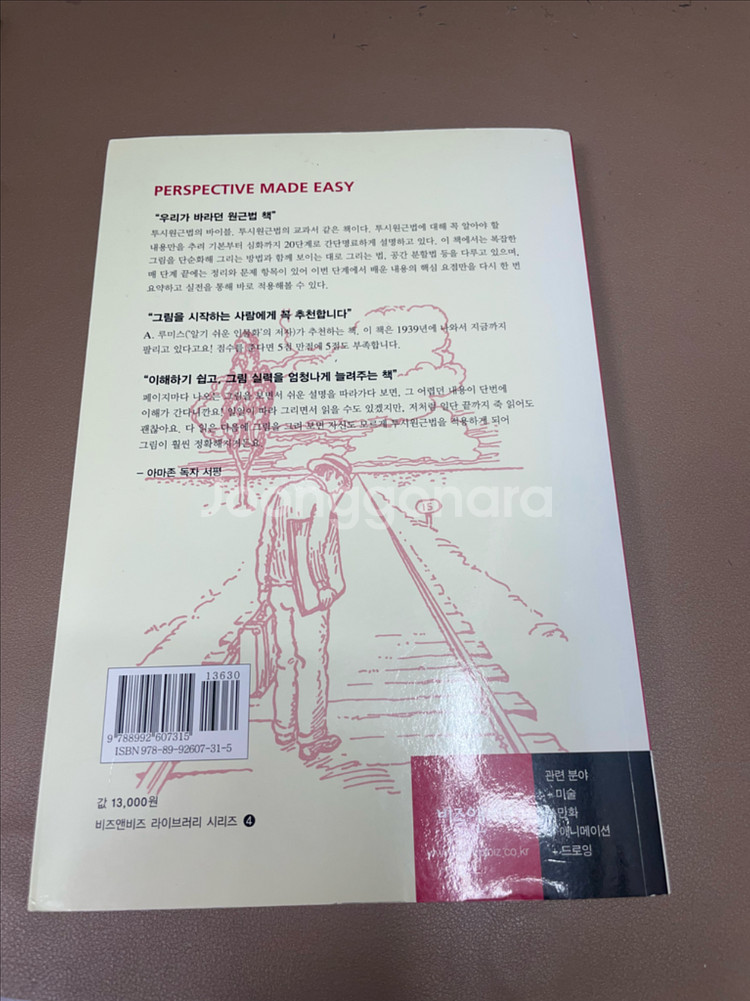 PERSPECTIVE MADE EASY
"우리가 바라던 원근법 책"
투시원근법의 바이블, 투시원근법의 교과서 같은 책이다. 투시원근법에 대해 꼭 알아야 할
내용만을 추려 기본부터 심화까지 20단계로 간단명료하게 설명하고 있다. 이 책에서는 복잡한
그림을 단순화해 그리는 방법과 함께 보이는 대로 그리는 법, 공간 분할법 등을 다루고 있으며,
매 단계 끝에는 정리와 문제 항목이 있어 이번 단계에서 배운 내용의 핵심 요점만을 다시 한 번
요약하고 실전을 통해 바로 적용해볼 수 있다.
"그림을 시작하는 사람에게 꼭 추천합니다"
A. 루미스('알기 쉬운 인물화'의 저자)가 추천하는 책. 이 책은 1939년에 나와서 지금까지
팔리고 있다고요! 점수를 준다면 5점 만점에 5점도 부족합니다.
"이해하기 쉽고, 그림 실력을 엄청나게 늘려주는 책"
페이지마다 나오는 그림을 보면서 쉬운 설명을 따라가다 보면, 그 어렵던 내용이 단번에
이해가 간다니깐요! 일일이 따라 그리면서 읽을 수도 있겠지만, 저처럼 일단 끝까지 죽 읽어도
괜찮아요. 다 읽은 다음에 그림을 그려 보면 자신도 모르게 투시원근법을 적용하게 되어
그림이 훨씬 정확해지거든요.
– 아마존 독자 서평
Joonggonara
15
13630
9 788992 607315
ISBN 978-89-92607-31-5
값 13,000원
비즈앤비즈 라이브러리 시리즈 4
관련 분야
미술
만화
애니메이션
드로잉
biz.co.kr